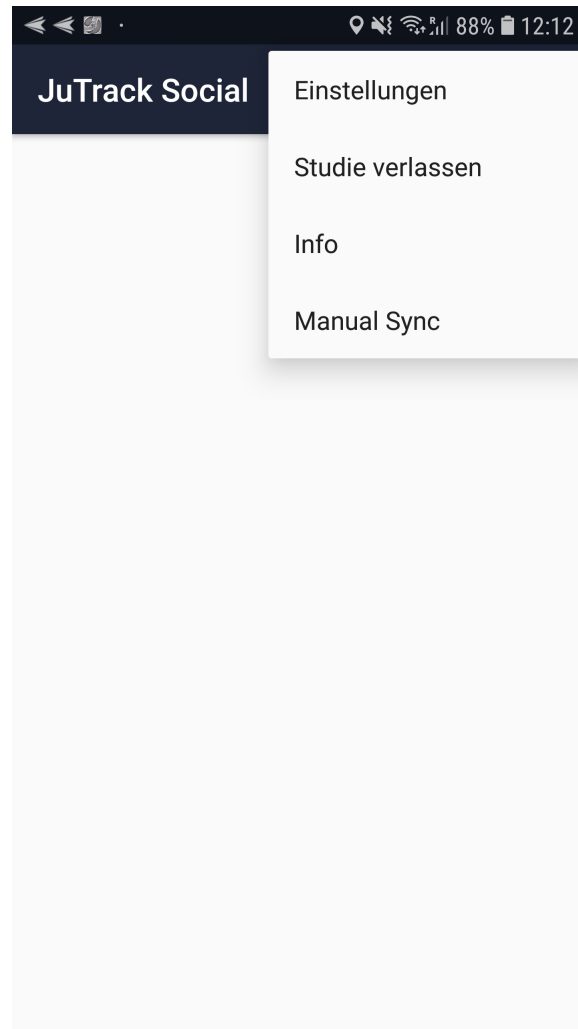 88% 12:12
JuTrack Social
Einstellungen
Studie verlassen
Info
Manual Sync